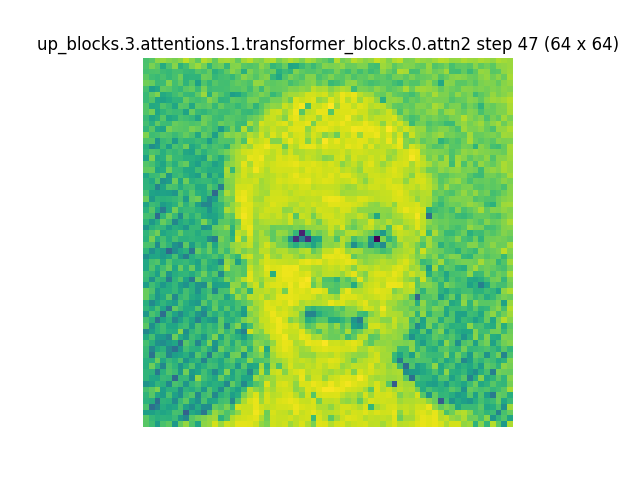 up_blocks.3.attentions.1.transformer_blocks.0.attn2 step 47 (64 x 64)